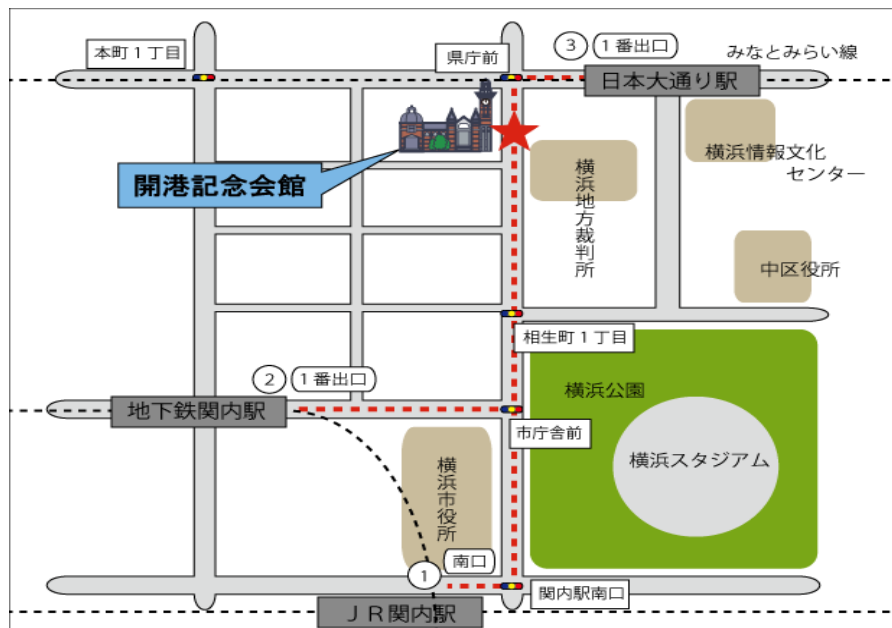 本町1丁目
県庁前
3
1番出口
みなとみらい線
日本大通り駅
開港記念会館
横浜地方裁判所
横浜情報文化
センター
中区役所
相生町1丁目
2
1番出口
地下鉄関内駅
市庁舎前
横浜公園
横浜スタジアム
横浜市役所
1
南口
関内駅南口
JR関内駅